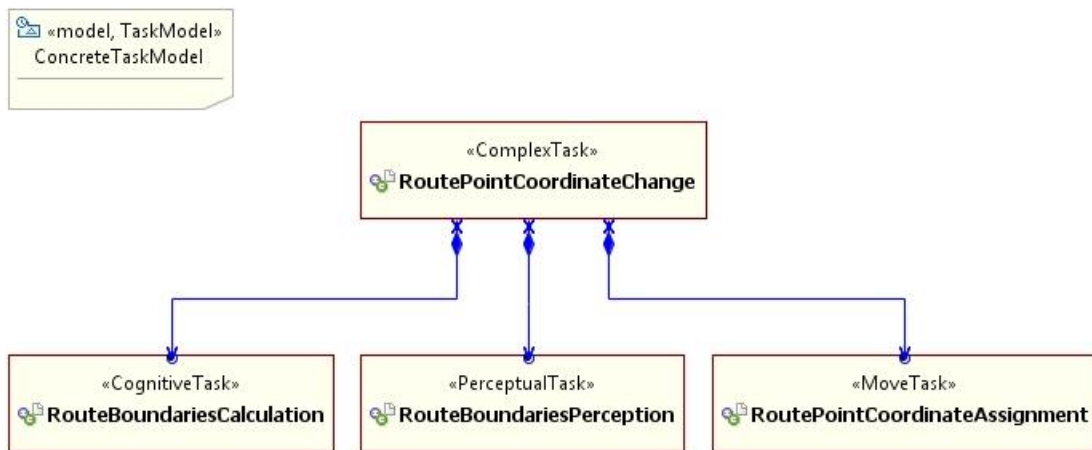 «model, TaskModel»
ConcreteTaskModel
«ComplexTask»
RoutePointCoordinateChange
«CognitiveTask»
RouteBoundariesCalculation
«PerceptualTask»
RouteBoundariesPerception
«MoveTask»
RoutePointCoordinateAssignment